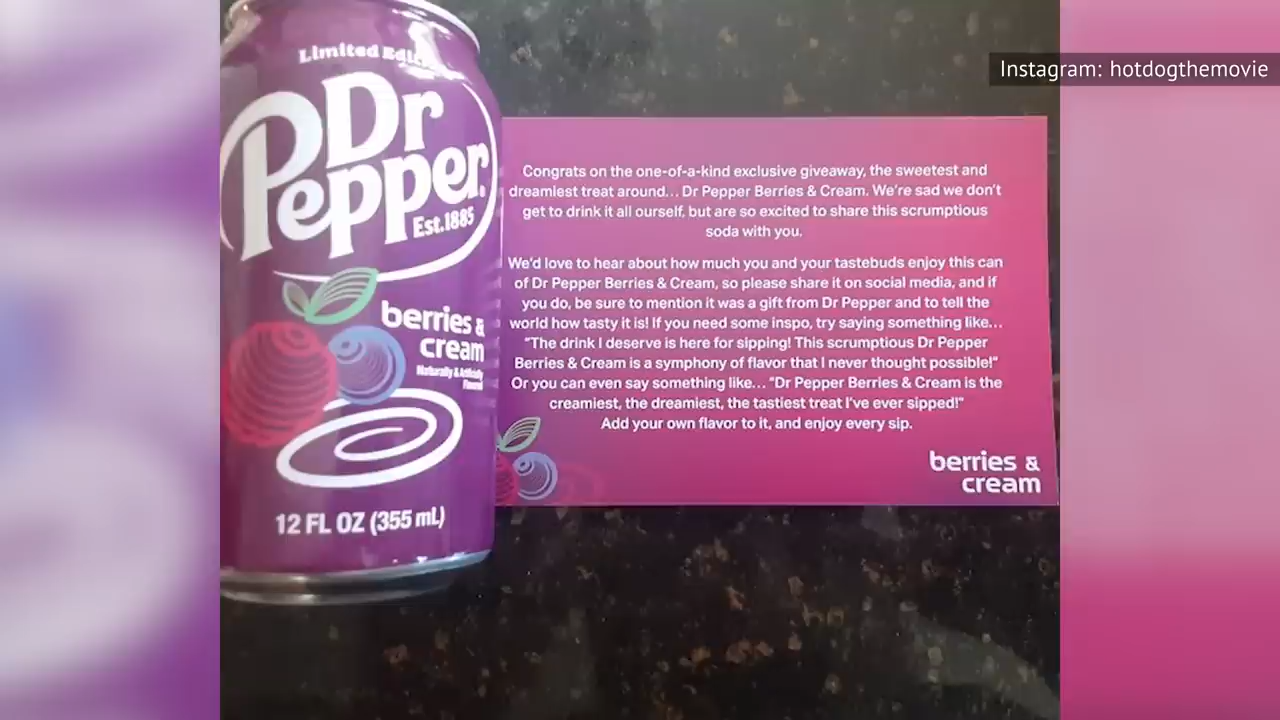 Instagram: hotdogthemovie
Limited Edi
Dr
Pepper
Est.1885
berries &
cream
Naturally & Artificially
Flavored
12 FL OZ (355 mL)
Congrats on the one-of-a-kind exclusive giveaway, the sweetest and
dreamiest treat around... Dr Pepper Berries & Cream. We're sad we don't
get to drink it all ourself, but are so excited to share this scrumptious
soda with you.
We'd love to hear about how much you and your tastebuds enjoy this can
of Dr Pepper Berries & Cream, so please share it on social media, and if
you do, be sure to mention it was a gift from Dr Pepper and to tell the
world how tasty it is! If you need some inspo, try saying something like...
"The drink I deserve is here for sipping! This scrumptious Dr Pepper
Berries & Cream is a symphony of flavor that I never thought possible!"
Or you can even say something like... "Dr Pepper Berries & Cream is the
creamiest, the dreamiest, the tastiest treat I've ever sipped!"
Add your own flavor to it, and enjoy every sip.
berries &
cream